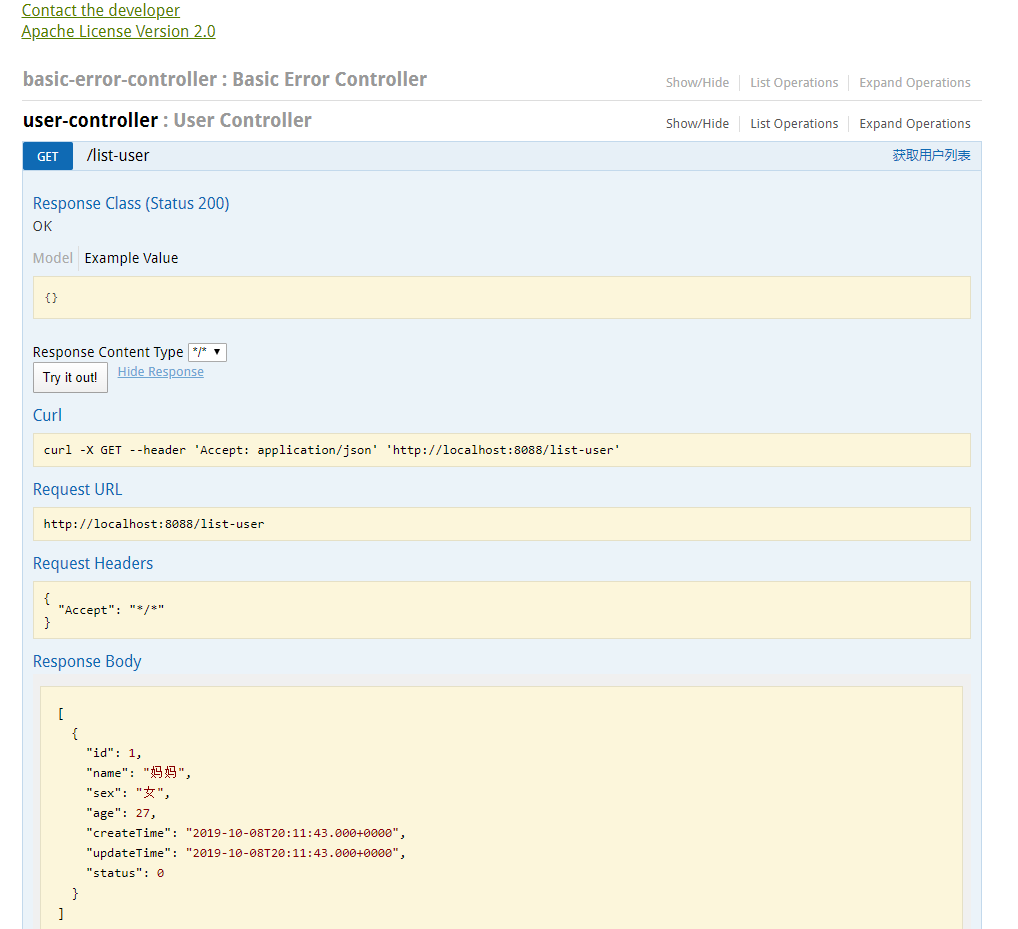 Contact the developer
Apache License Version 2.0
basic-error-controller : Basic Error Controller Show/Hide List Operations Expand Operations
user-controller : User Controller Show/Hide List Operations Expand Operations
GET /list-user 获取用户列表
Response Class (Status 200)
OK
Model Example Value
{}
Response Content Type */* ▼
Try it out! Hide Response
Curl
curl -X GET --header 'Accept: application/json' 'http://localhost:8088/list-user'
Request URL
http://localhost:8088/list-user
Request Headers
{
"Accept": "*/*"
}
Response Body
[
{
"id": 1,
"name": "妈妈",
"sex": "女",
"age": 27,
"createTime": "2019-10-08T20:11:43.000+0000",
"updateTime": "2019-10-08T20:11:43.000+0000",
"status": 0
}
]